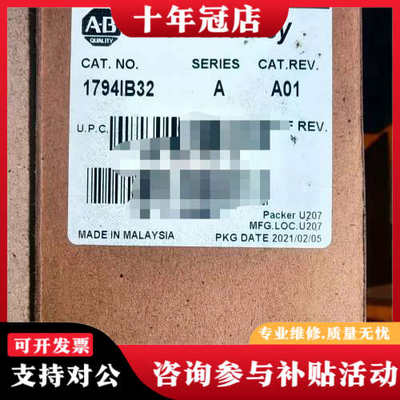 十年冠店
AB
QUALITY
CAT. NO. SERIES CAT.REV.
1794IB32 A A01
U.P.C. REV.
Packer U207
MFG.LOC.U207
MADE IN MALAYSIA PKG DATE 2021/02/05
专业维修.质量无忧
可开发票
支持对公
咨询参与补贴活动